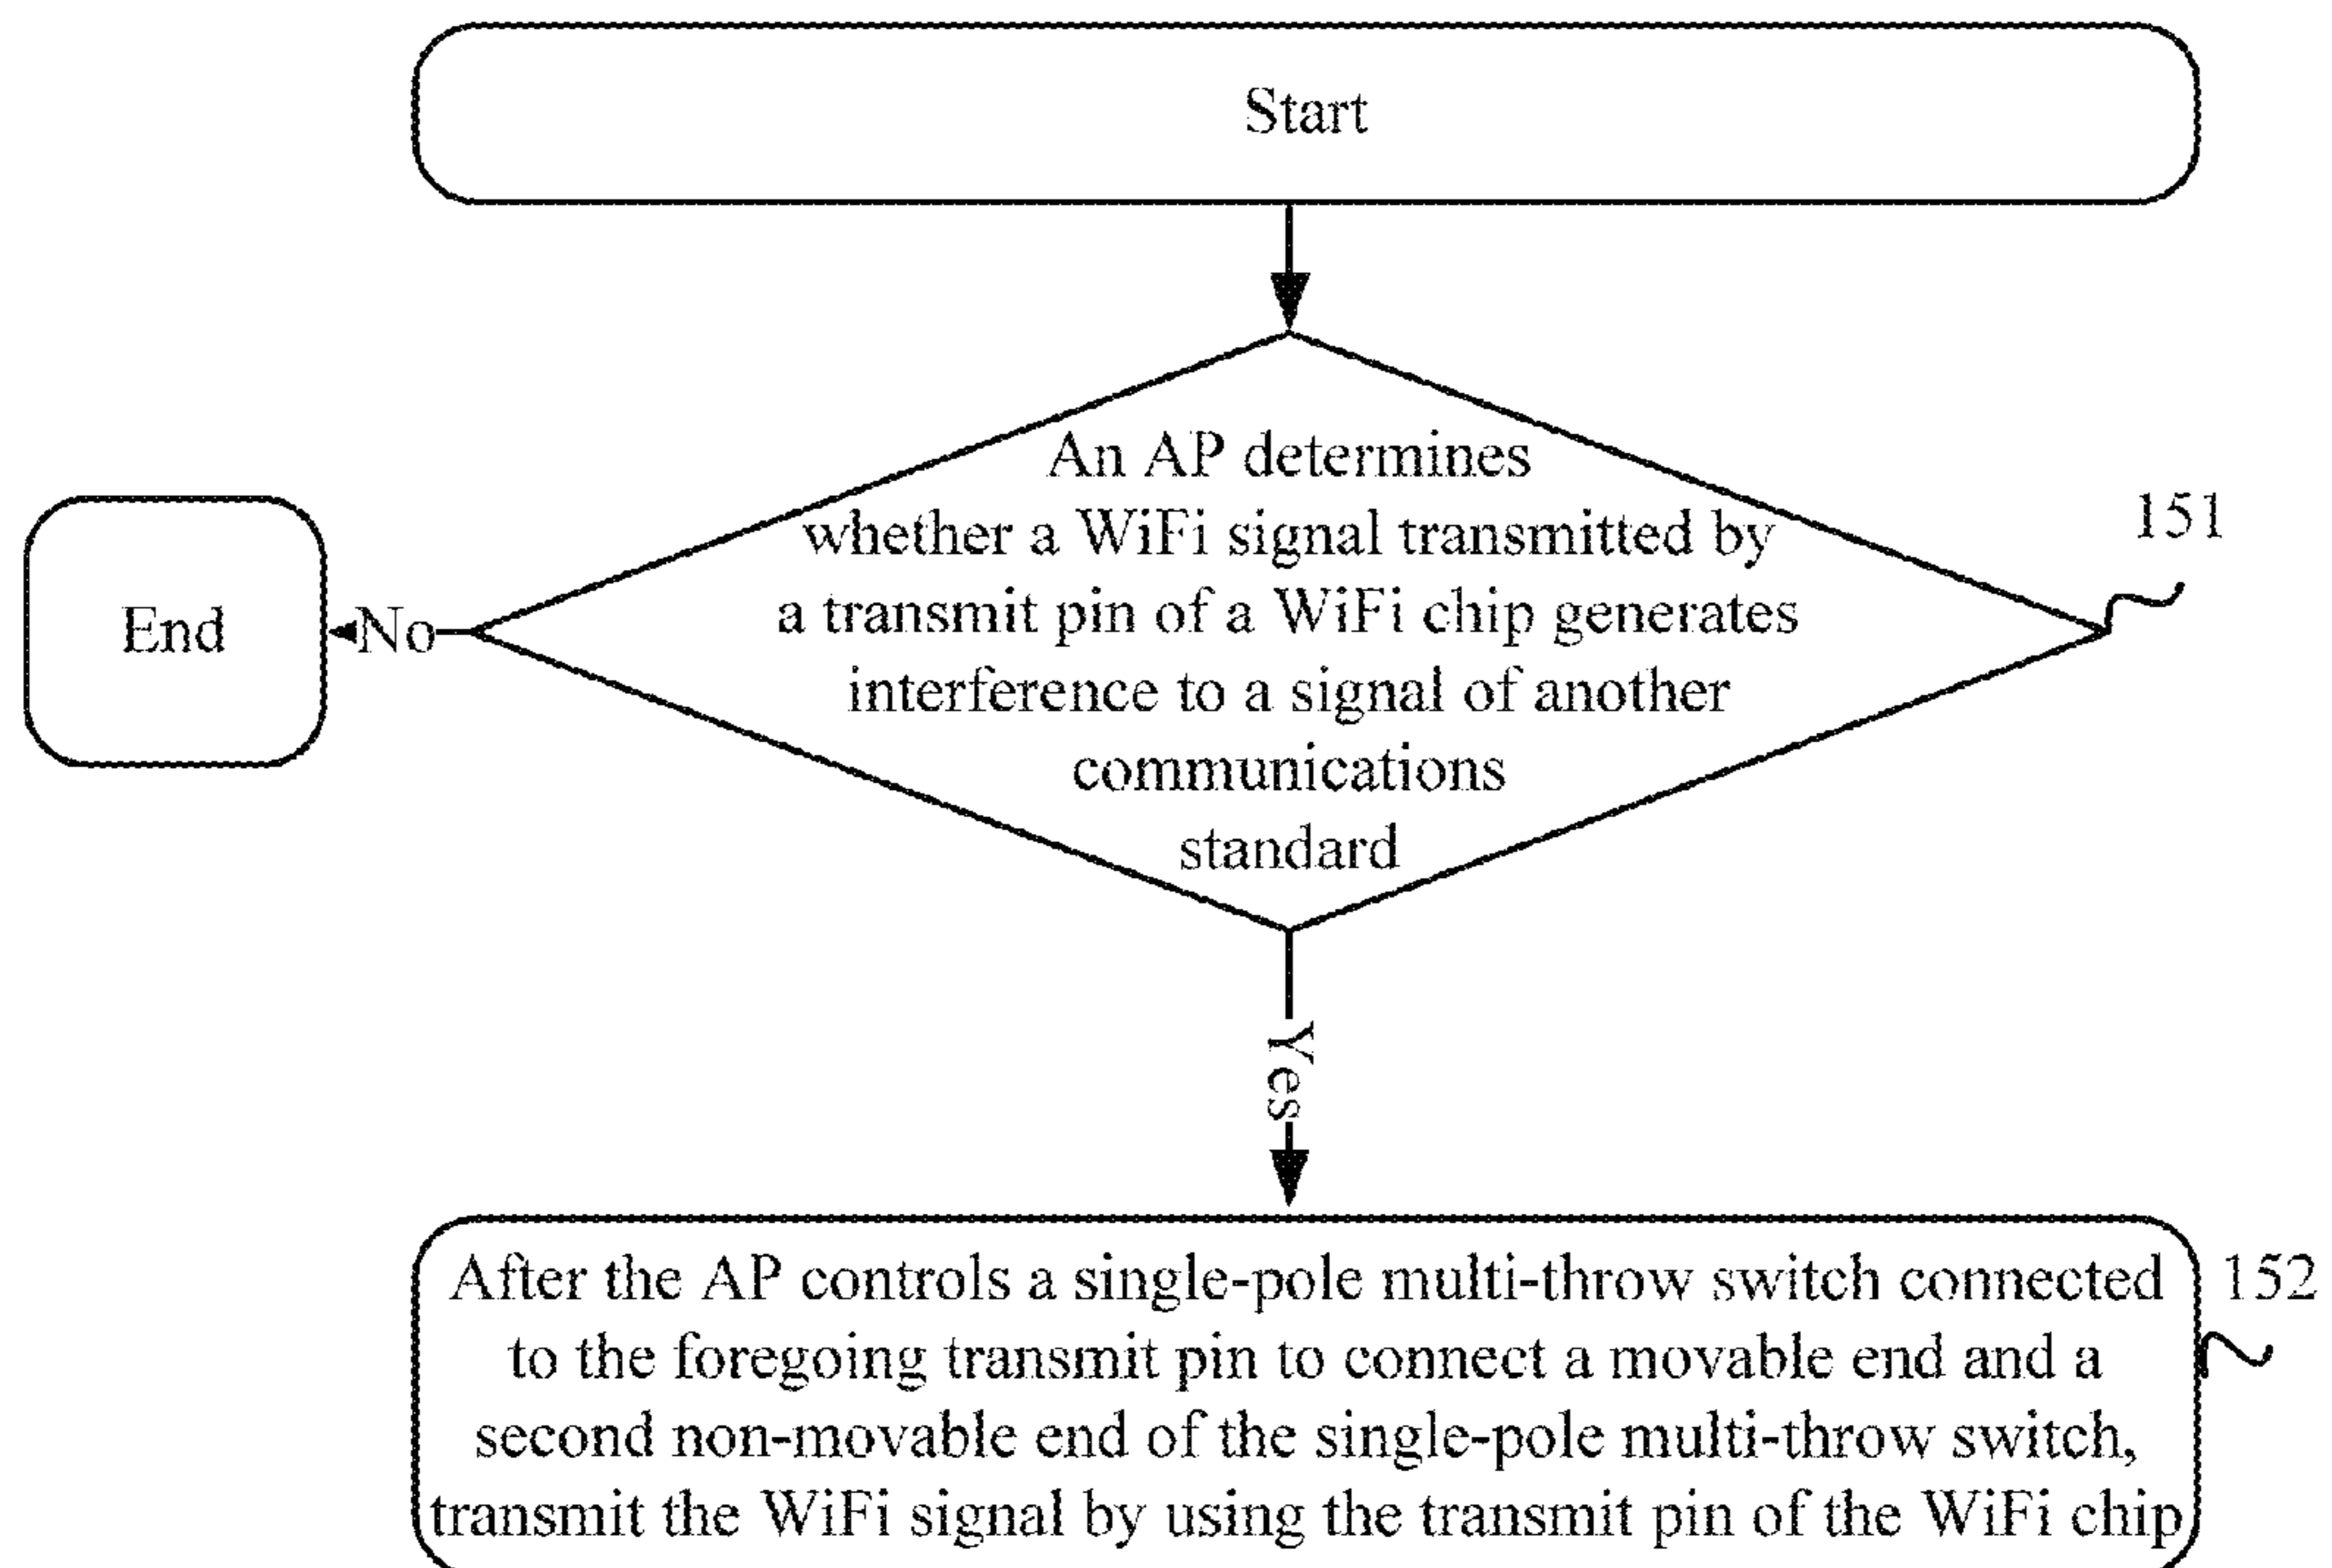 Start
An AP determines
whether a WiFi signal transmitted by
a transmit pin of a WiFi chip generates
interference to a signal of another
communications
standard
151
No
End
Yes
After the AP controls a single-pole multi-throw switch connected
to the foregoing transmit pin to connect a movable end and a
second non-movable end of the single-pole multi-throw switch,
transmit the WiFi signal by using the transmit pin of the WiFi chip
152